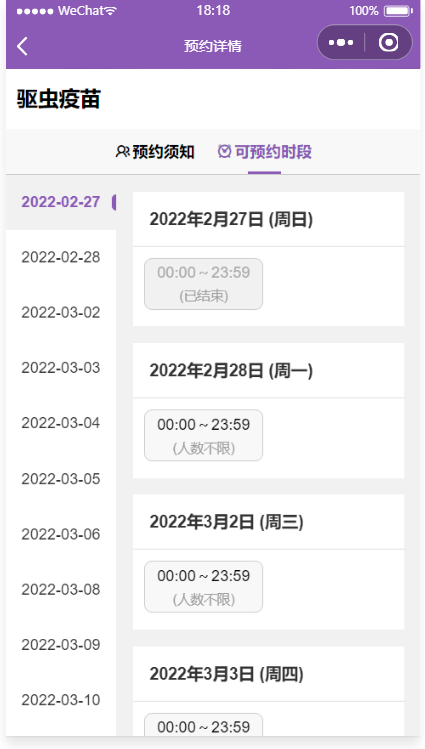 WeChat 18:18 100%
预约详情
驱虫疫苗
预约须知 可预约时段
2022-02-27
2022-02-28
2022-03-02
2022-03-03
2022-03-04
2022-03-05
2022-03-06
2022-03-08
2022-03-09
2022-03-10
2022年2月27日 (周日)
00:00 ~ 23:59
(已结束)
2022年2月28日 (周一)
00:00 ~ 23:59
(人数不限)
2022年3月2日 (周三)
00:00 ~ 23:59
(人数不限)
2022年3月3日 (周四)
00:00 ~ 23:59